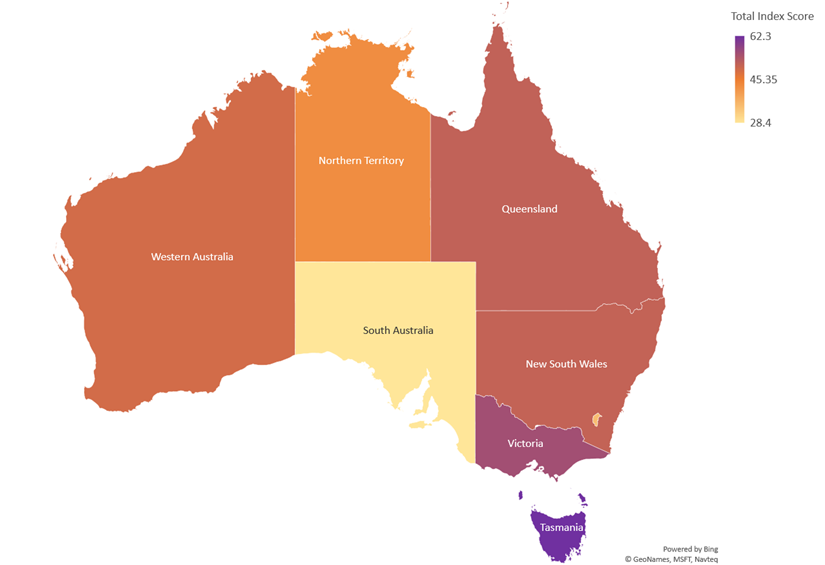 Total Index Score
62.3
45.35
28.4
Northern Territory
Queensland
Western Australia
South Australia
New South Wales
Victoria
Tasmania
Powered by Bing
© GeoNames, MSFT, Navteq